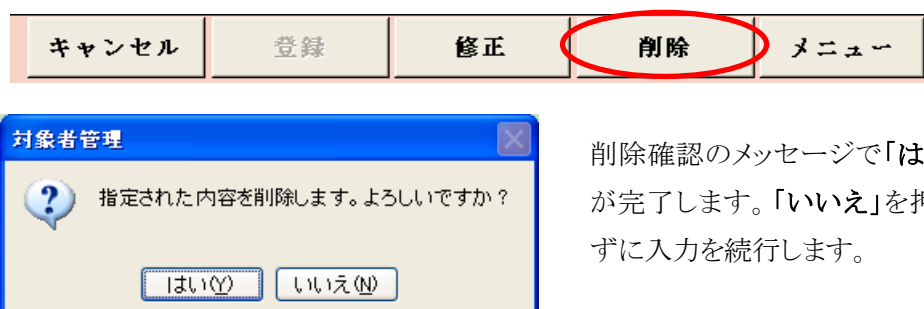 キャンセル 登録 修正 削除 メニュー
対象者管理
指定された内容を削除します。よろしいですか？
はい(Y) いいえ(N)
削除確認のメッセージで「は
が完了します。「いいえ」を
ずに入力を続行します。